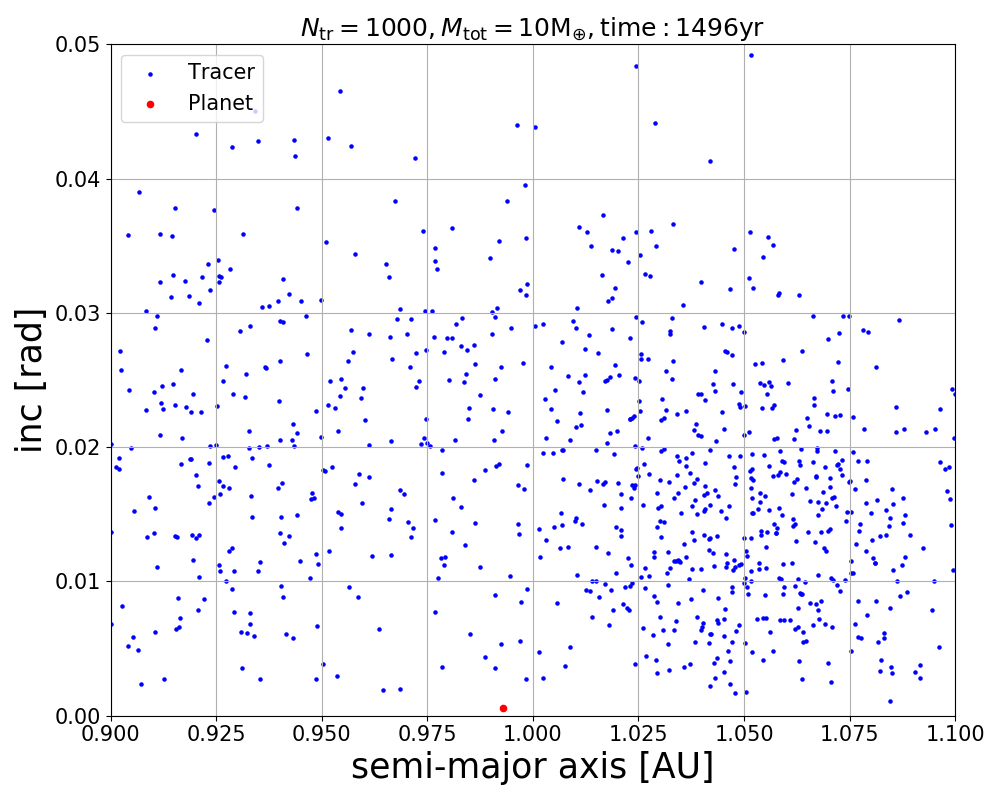 N_tr = 1000, M_tot = 10M_⊕, time : 1496yr
Tracer
Planet
0.05
0.04
0.03
0.02
0.01
0.00
inc [rad]
0.900 0.925 0.950 0.975 1.000 1.025 1.050 1.075 1.100
semi-major axis [AU]